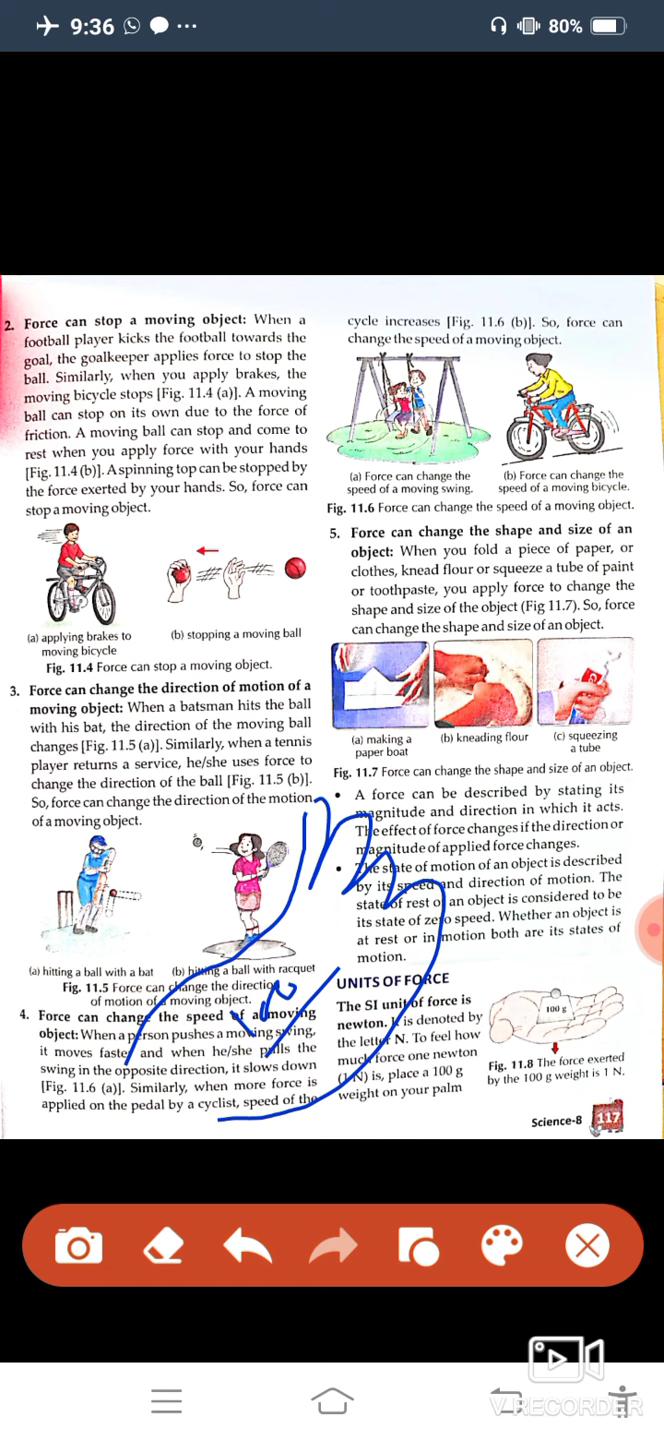 9:36
80%
2. Force can stop a moving object: When a
football player kicks the football towards the
goal, the goalkeeper applies force to stop the
ball. Similarly, when you apply brakes, the
moving bicycle stops [Fig. 11.4 (a)]. A moving
ball can stop on its own due to the force of
friction. A moving ball can stop and come to
rest when you apply force with your hands
[Fig. 11.4 (b)]. A spinning top can be stopped by
the force exerted by your hands. So, force can
stop a moving object.
(a) applying brakes to
moving bicycle
(b) stopping a moving ball
Fig. 11.4 Force can stop a moving object.
3. Force can change the direction of motion of a
moving object: When a batsman hits the ball
with his bat, the direction of the moving ball
changes [Fig. 11.5 (a)]. Similarly, when a tennis
player returns a service, he/she uses force to
change the direction of the ball [Fig. 11.5 (b)].
So, force can change the direction of the motion
of a moving object.
(a) hitting a ball with a bat
(b) hitting a ball with racquet
Fig. 11.5 Force can change the direction
of motion of a moving object.
4. Force can change the speed of a moving
object: When a person pushes a moving swing,
it moves faster and when he/she pulls the
swing in the opposite direction, it slows down
[Fig. 11.6 (a)]. Similarly, when more force is
applied on the pedal by a cyclist, speed of the
cycle increases [Fig. 11.6 (b)]. So, force can
change the speed of a moving object.
(a) Force can change the
speed of a moving swing.
(b) Force can change the
speed of a moving bicycle.
Fig. 11.6 Force can change the speed of a moving object.
5. Force can change the shape and size of an
object: When you fold a piece of paper, or
clothes, knead flour or squeeze a tube of paint
or toothpaste, you apply force to change the
shape and size of the object (Fig 11.7). So, force
can change the shape and size of an object.
(a) making a
paper boat
(b) kneading flour
(c) squeezing
a tube
Fig. 11.7 Force can change the shape and size of an object.
• A force can be described by stating its
magnitude and direction in which it acts.
The effect of force changes if the direction or
magnitude of applied force changes.
• The state of motion of an object is described
by its speed and direction of motion. The
state of rest of an object is considered to be
its state of zero speed. Whether an object is
at rest or in motion both are its states of
motion.
UNITS OF FORCE
The SI unit of force is
newton. It is denoted by
the letter N. To feel how
much force one newton
(1 N) is, place a 100 g
weight on your palm
100 g
Fig. 11.8 The force exerted
by the 100 g weight is 1 N.
Science-8 117
V RECORDER